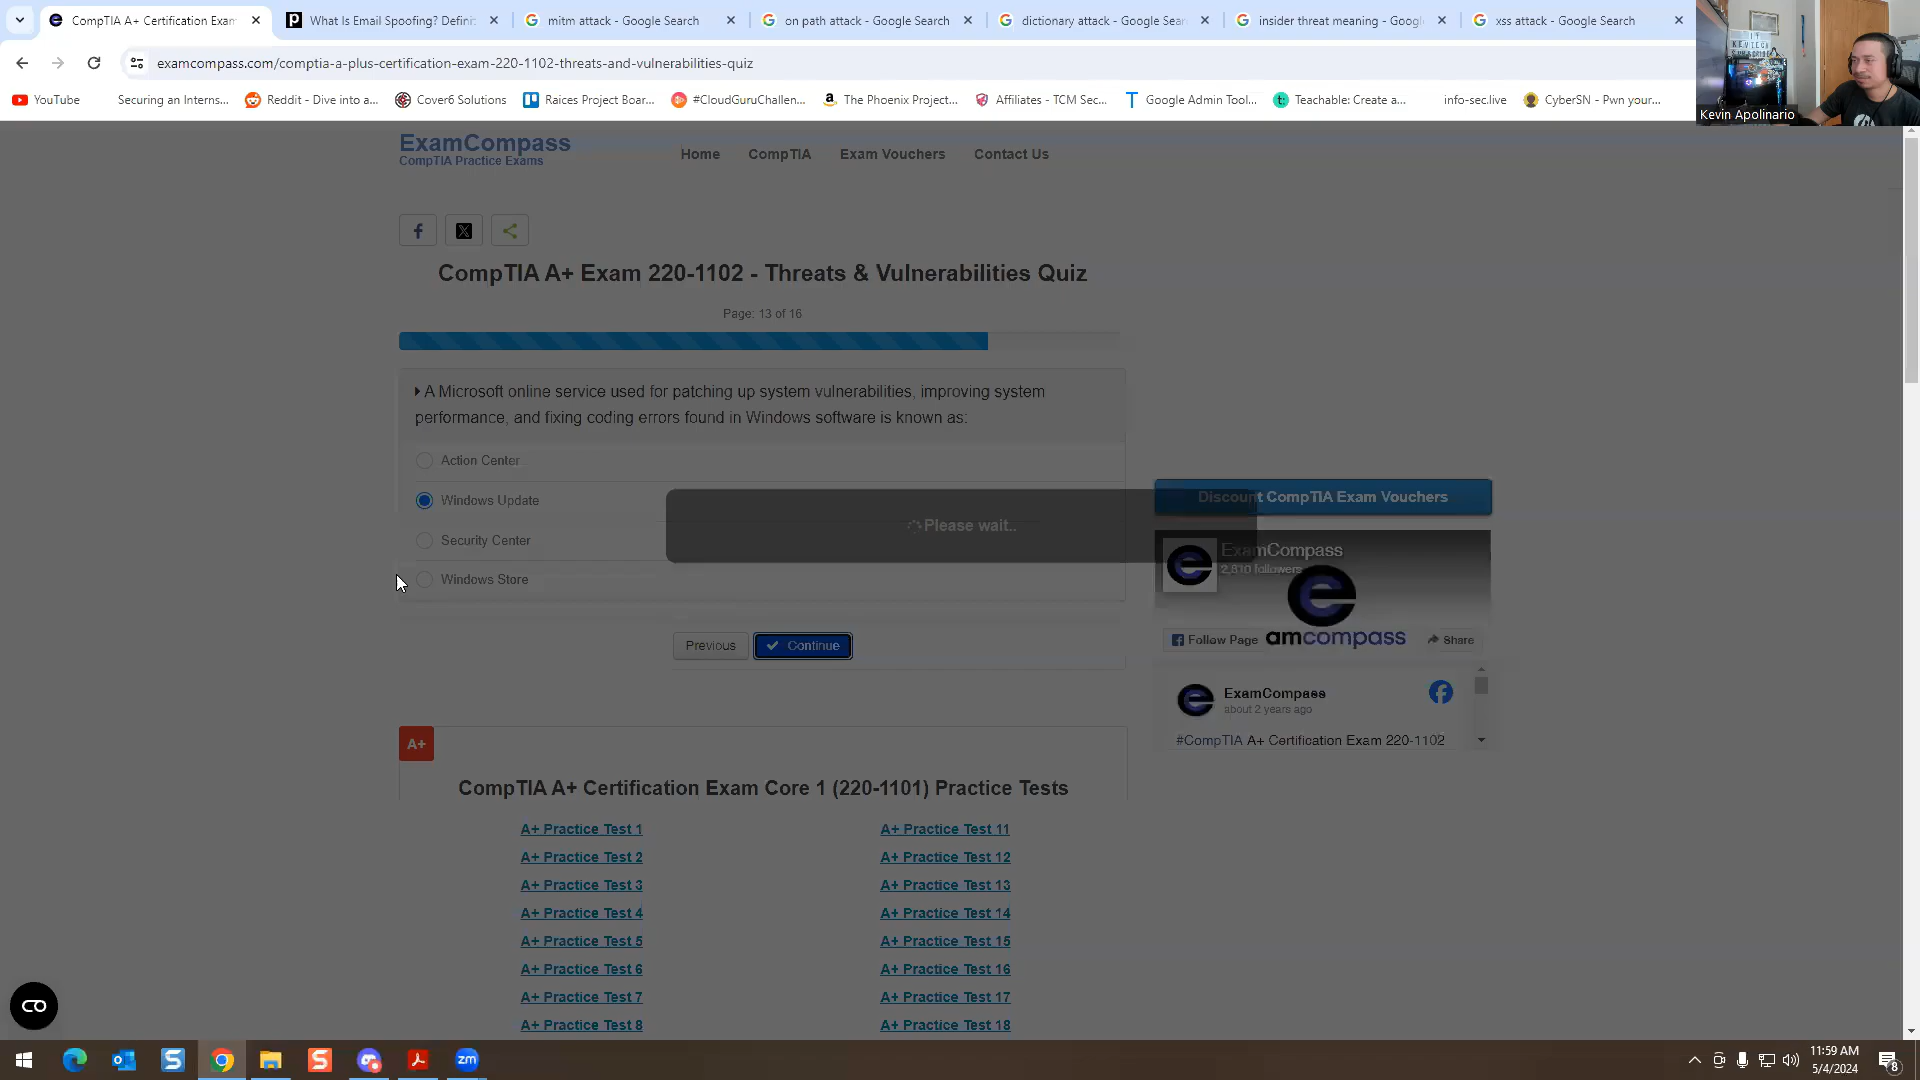 CompTIA A+ Certification Exam
What Is Email Spoofing? Definit
mitm attack - Google Search
on path attack - Google Search
dictionary attack - Google Sear
insider threat meaning - Google
xss attack - Google Search
examcompass.com/comptia-a-plus-certification-exam-220-1102-threats-and-vulnerabilities-quiz
YouTube
Securing an Interns...
Reddit - Dive into a...
Cover6 Solutions
Raices Project Boar...
#CloudGuruChallen...
The Phoenix Project...
Affiliates - TCM Sec...
Google Admin Tool...
Teachable: Create a...
info-sec.live
CyberSN - Pwn your...
Kevin Apolinario
ExamCompass
CompTIA Practice Exams
Home
CompTIA
Exam Vouchers
Contact Us
CompTIA A+ Exam 220-1102 - Threats & Vulnerabilities Quiz
Page: 13 of 16
A Microsoft online service used for patching up system vulnerabilities, improving system
performance, and fixing coding errors found in Windows software is known as:
Action Center
Windows Update
Security Center
Windows Store
Please wait..
Previous
Continue
Discount CompTIA Exam Vouchers
ExamCompass
2,810 followers
amcompass
Follow Page
Share
ExamCompass
about 2 years ago
#CompTIA A+ Certification Exam 220-1102
A+
CompTIA A+ Certification Exam Core 1 (220-1101) Practice Tests
A+ Practice Test 1
A+ Practice Test 11
A+ Practice Test 2
A+ Practice Test 12
A+ Practice Test 3
A+ Practice Test 13
A+ Practice Test 4
A+ Practice Test 14
A+ Practice Test 5
A+ Practice Test 15
A+ Practice Test 6
A+ Practice Test 16
A+ Practice Test 7
A+ Practice Test 17
A+ Practice Test 8
A+ Practice Test 18
zm
11:59 AM
5/4/2024
8